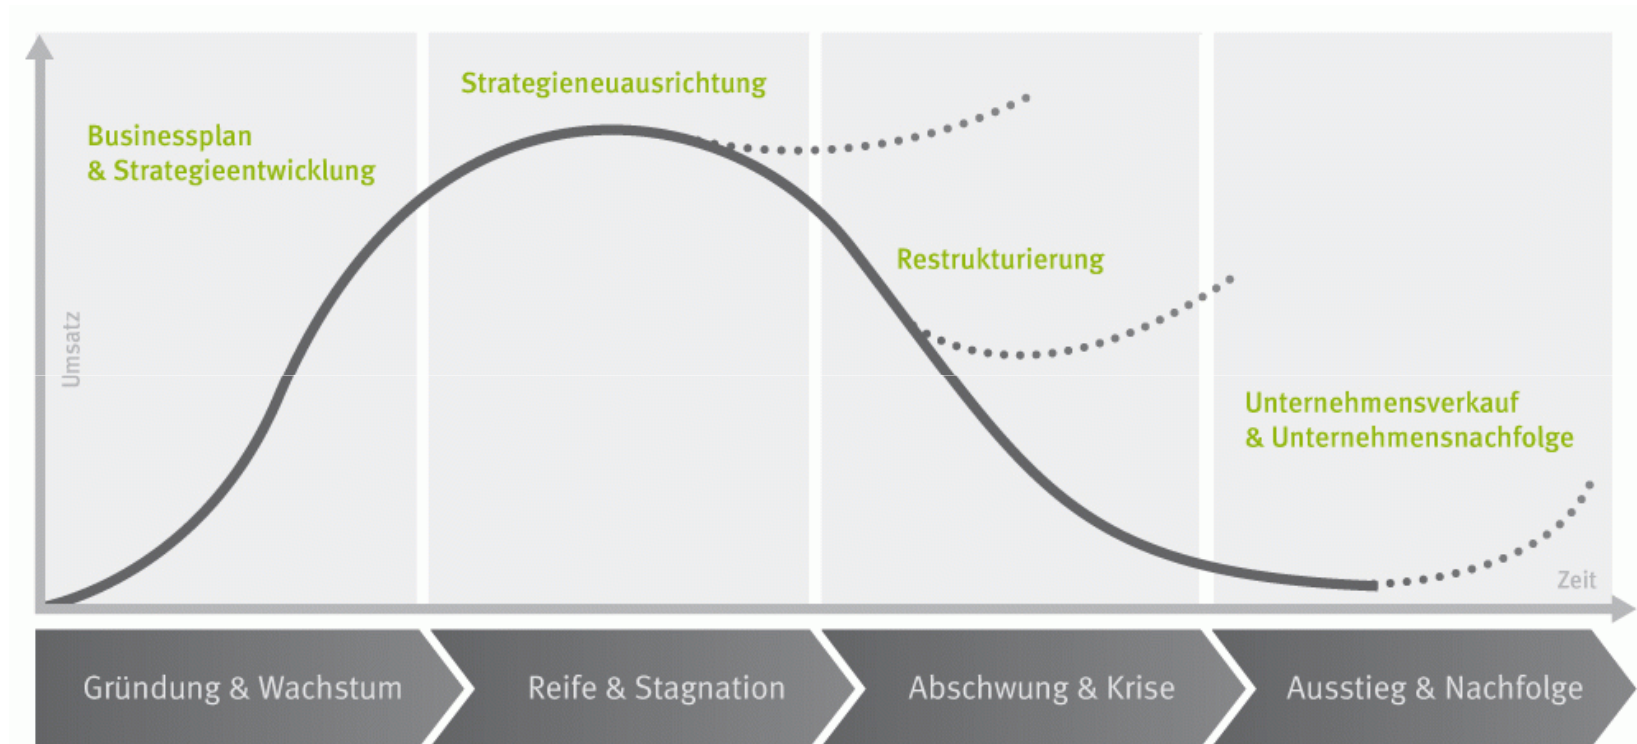 Strategieneuausrichtung
Businessplan
& Strategieentwicklung
Restrukturierung
Umsatz
Unternehmensverkauf
& Unternehmensnachfolge
Zeit
Gründung & Wachstum
Reife & Stagnation
Abschwung & Krise
Ausstieg & Nachfolge